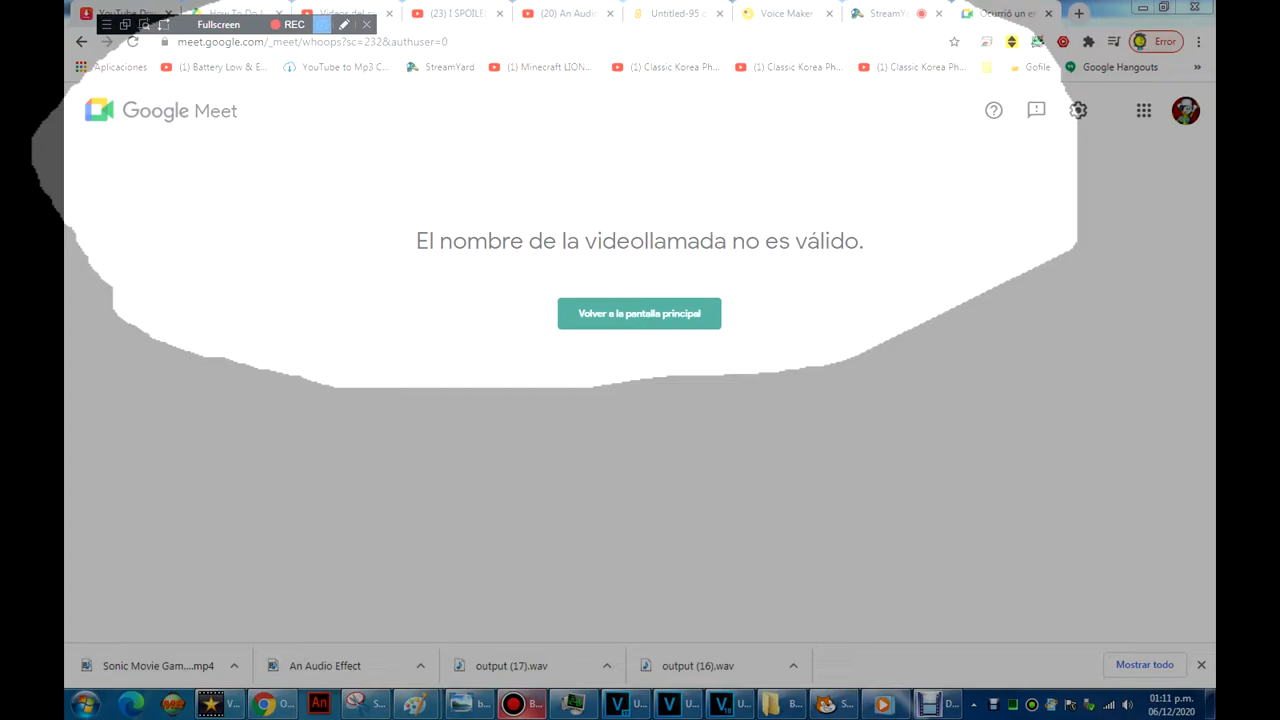 (23) I SPOILE
(20) An Audi
Untitled-95 c
Voice Maker
StreamYa
Ocurrió un er
Fullscreen
REC
meet.google.com/_meet/whoops?sc=232&authuser=0
Error
Aplicaciones
(1) Battery Low & E...
YouTube to Mp3 C...
StreamYard
(1) Minecraft LION...
(1) Classic Korea Ph...
(1) Classic Korea Ph...
(1) Classic Korea Ph...
Gofile
Google Hangouts
»
Google Meet
El nombre de la videollamada no es válido.
Volver a la pantalla principal
Sonic Movie Gam....mp4
An Audio Effect
output (17).wav
output (16).wav
Mostrar todo
V...
O...
An
S...
b...
B...
U...
U...
U...
B...
S...
D...
01:11 p.m.
06/12/2020